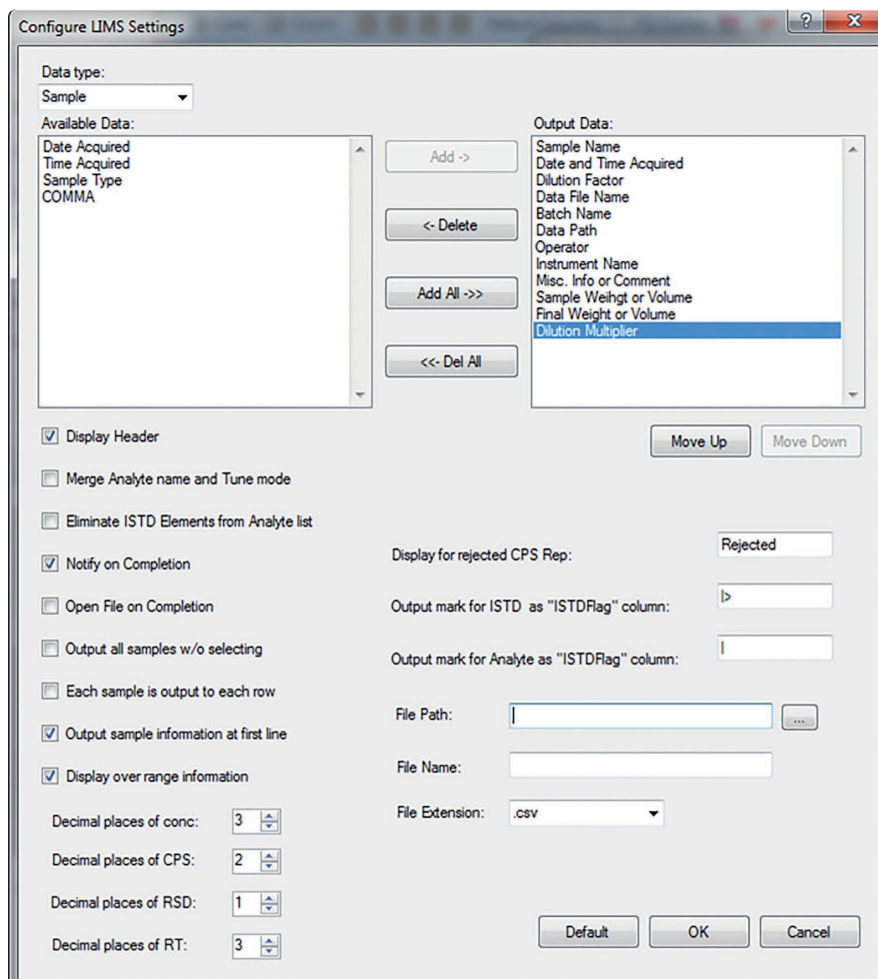 Configure LIMS Settings
Data type:
Sample
Available Data:
Date Acquired
Time Acquired
Sample Type
COMMA
Add ->
<- Delete
Add All ->>
<<- Del All
Output Data:
Sample Name
Date and Time Acquired
Dilution Factor
Data File Name
Batch Name
Data Path
Operator
Instrument Name
Misc. Info or Comment
Sample Weihgt or Volume
Final Weight or Volume
Dilution Multiplier
Move Up
Move Down
Display Header
Merge Analyte name and Tune mode
Eliminate ISTD Elements from Analyte list
Notify on Completion
Open File on Completion
Output all samples w/o selecting
Each sample is output to each row
Output sample information at first line
Display over range information
Decimal places of conc: 3
Decimal places of CPS: 2
Decimal places of RSD: 1
Decimal places of RT: 3
Display for rejected CPS Rep: Rejected
Output mark for ISTD as "ISTDFlag" column: |>
Output mark for Analyte as "ISTDFlag" column: |
File Path:
...
File Name:
File Extension: .csv
Default
OK
Cancel